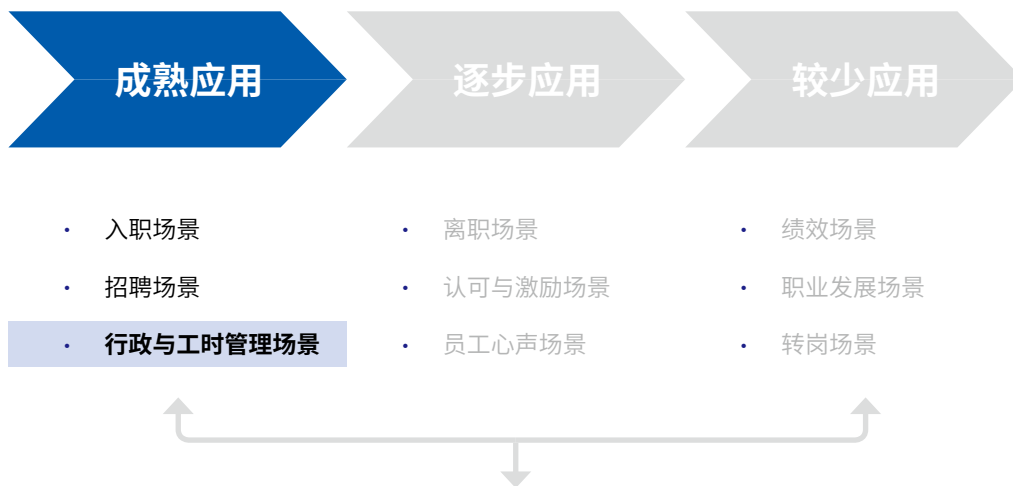 成熟应用
逐步应用
较少应用
· 入职场景
· 招聘场景
· 行政与工时管理场景
· 离职场景
· 认可与激励场景
· 员工心声场景
· 绩效场景
· 职业发展场景
· 转岗场景